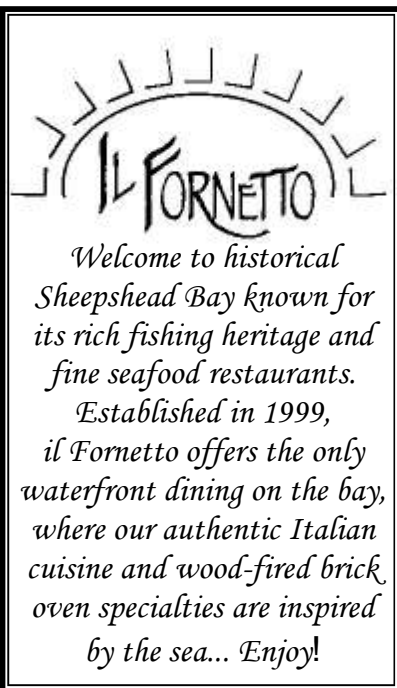 IL FORNETTO
Welcome to historical
Sheepshead Bay known for
its rich fishing heritage and
fine seafood restaurants.
Established in 1999,
il Fornetto offers the only
waterfront dining on the bay,
where our authentic Italian
cuisine and wood-fired brick
oven specialties are inspired
by the sea... Enjoy!